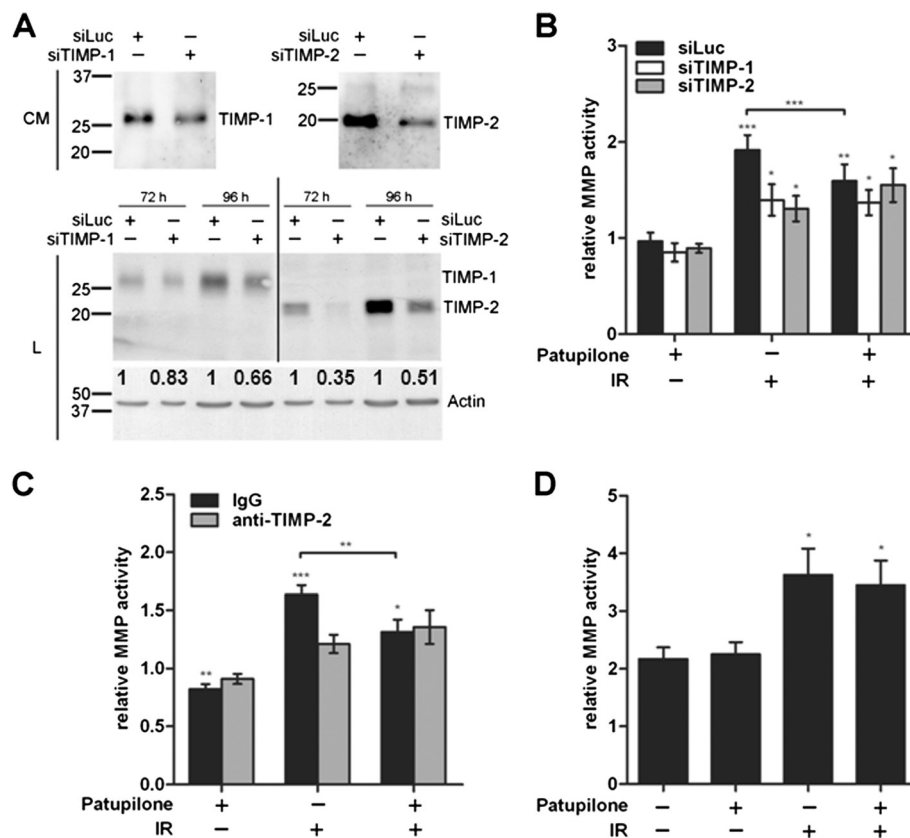 A
siLuc + –
siTIMP-1 – +
siLuc + –
siTIMP-2 – +
CM
37
25
20
TIMP-1
25
20
TIMP-2
72 h 96 h 72 h 96 h
siLuc + – + – + – + – siLuc
siTIMP-1 – + – + – + – + siTIMP-2
L
25
20
TIMP-1
TIMP-2
1 0.83 1 0.66 1 0.35 1 0.51
50
37
Actin
B
siLuc
siTIMP-1
siTIMP-2
relative MMP activity
3
2
1
0
***
*** * * ** * *
Patupilone + – +
IR – + +
C
IgG
anti-TIMP-2
relative MMP activity
2.5
2.0
1.5
1.0
0.5
0.0
**
** *** *
Patupilone + – +
IR – + +
D
relative MMP activity
5
4
3
2
1
0
* *
Patupilone – + – +
IR – – + +